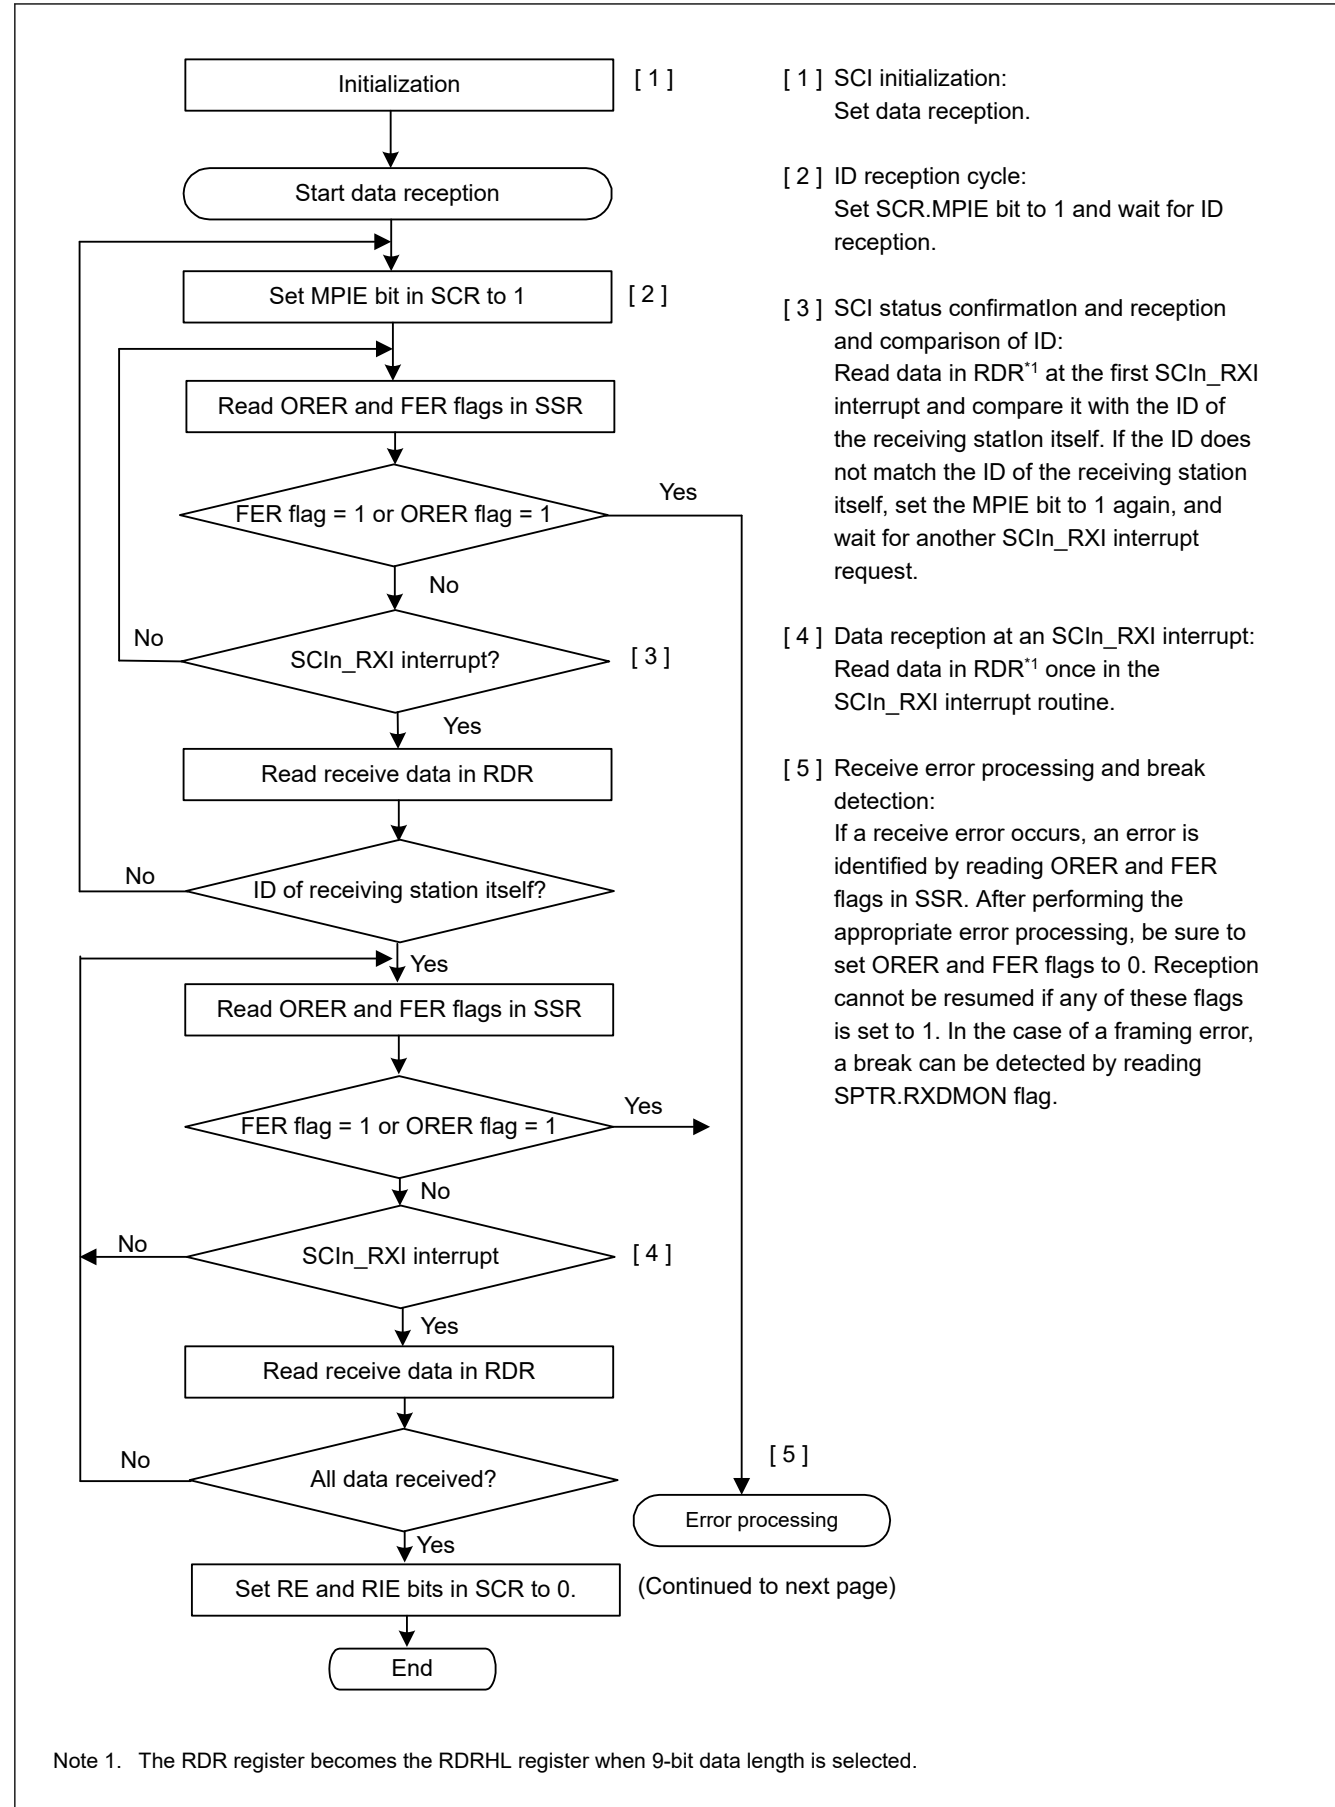 Initialization
[ 1 ]
Start data reception
Set MPIE bit in SCR to 1
[ 2 ]
Read ORER and FER flags in SSR
FER flag = 1 or ORER flag = 1
Yes
No
SCIn_RXI interrupt?
No
[ 3 ]
Yes
Read receive data in RDR
No
ID of receiving station itself?
Yes
Read ORER and FER flags in SSR
FER flag = 1 or ORER flag = 1
Yes
No
SCIn_RXI interrupt
No
[ 4 ]
Yes
Read receive data in RDR
No
All data received?
[ 5 ]
Error processing
Yes
Set RE and RIE bits in SCR to 0.
(Continued to next page)
End
[ 1 ] SCI initialization:
Set data reception.
[ 2 ] ID reception cycle:
Set SCR.MPIE bit to 1 and wait for ID
reception.
[ 3 ] SCI status confirmatIon and reception
and comparison of ID:
Read data in RDR*1 at the first SCIn_RXI
interrupt and compare it with the ID of
the receiving statIon itself. If the ID does
not match the ID of the receiving station
itself, set the MPIE bit to 1 again, and
wait for another SCIn_RXI interrupt
request.
[ 4 ] Data reception at an SCIn_RXI interrupt:
Read data in RDR*1 once in the
SCIn_RXI interrupt routine.
[ 5 ] Receive error processing and break
detection:
If a receive error occurs, an error is
identified by reading ORER and FER
flags in SSR. After performing the
appropriate error processing, be sure to
set ORER and FER flags to 0. Reception
cannot be resumed if any of these flags
is set to 1. In the case of a framing error,
a break can be detected by reading
SPTR.RXDMON flag.
Note 1. The RDR register becomes the RDRHL register when 9-bit data length is selected.